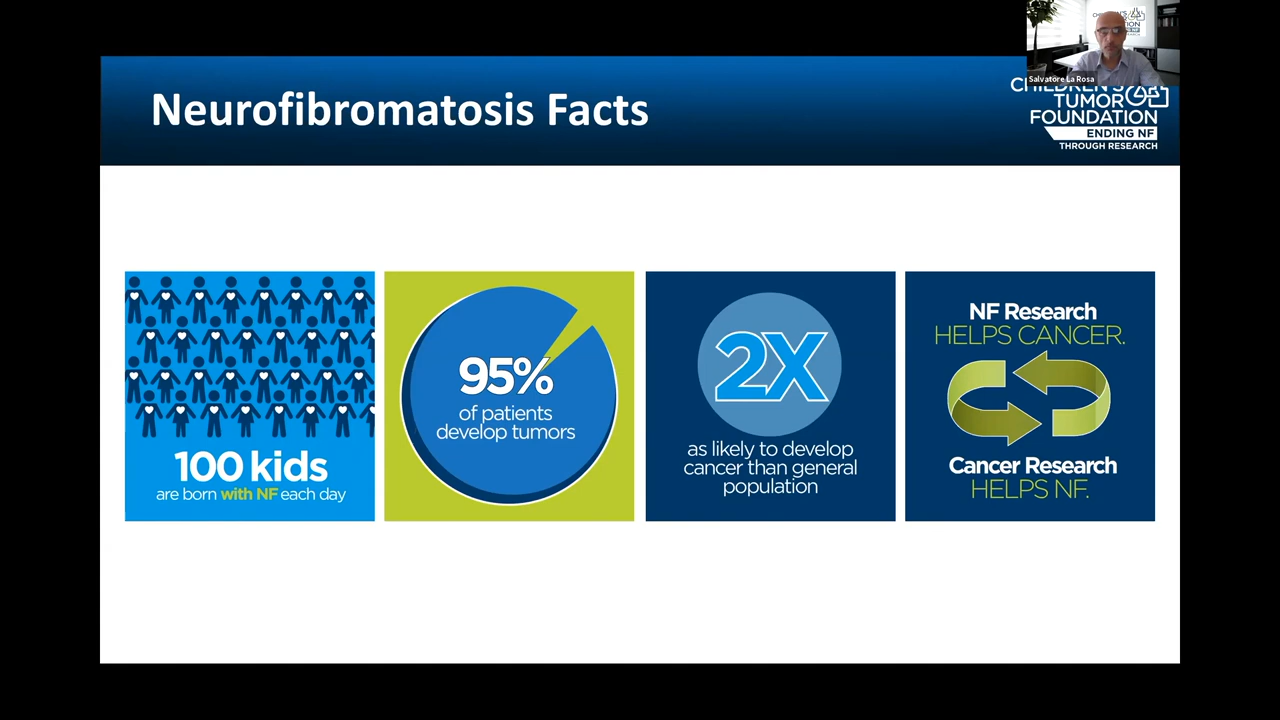 Neurofibromatosis Facts
Salvatore La Rosa
CHILDREN'S
TUMOR
FOUNDATION
ENDING NF
THROUGH RESEARCH
100 kids
are born with NF each day
95%
of patients
develop tumors
2X
as likely to develop
cancer than general
population
NF Research
HELPS CANCER.
Cancer Research
HELPS NF.